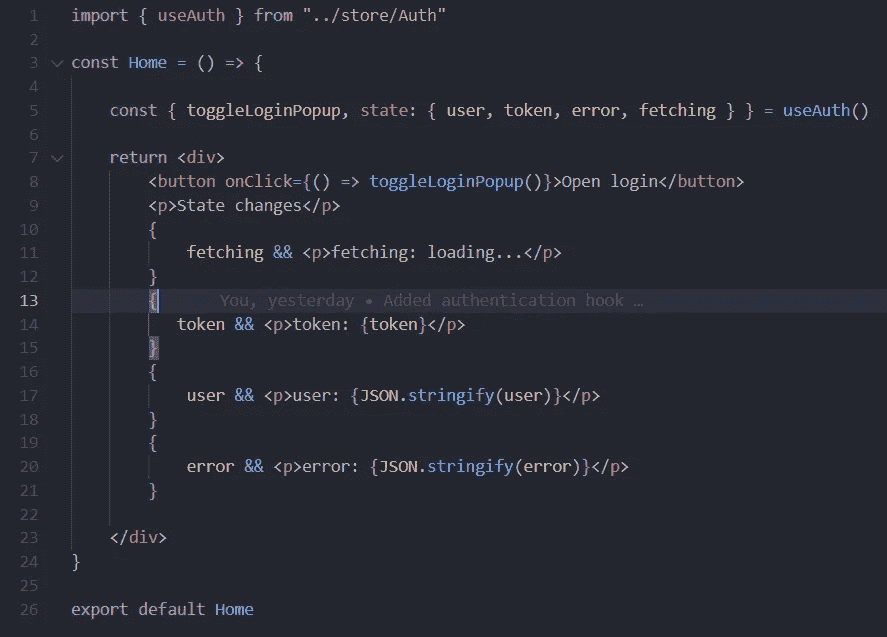 1 import { useAuth } from "../store/Auth"
2
3 const Home = () => {
4
5 const { toggleLoginPopup, state: { user, token, error, fetching } } = useAuth()
6
7 return <div>
8 <button onClick={() => toggleLoginPopup()}>Open login</button>
9 <p>State changes</p>
10 {
11 fetching && <p>fetching: loading...</p>
12 }
13 { You, yesterday • Added authentication hook …
14 token && <p>token: {token}</p>
15 }
16 {
17 user && <p>user: {JSON.stringify(user)}</p>
18 }
19 {
20 error && <p>error: {JSON.stringify(error)}</p>
21 }
22
23 </div>
24 }
25
26 export default Home